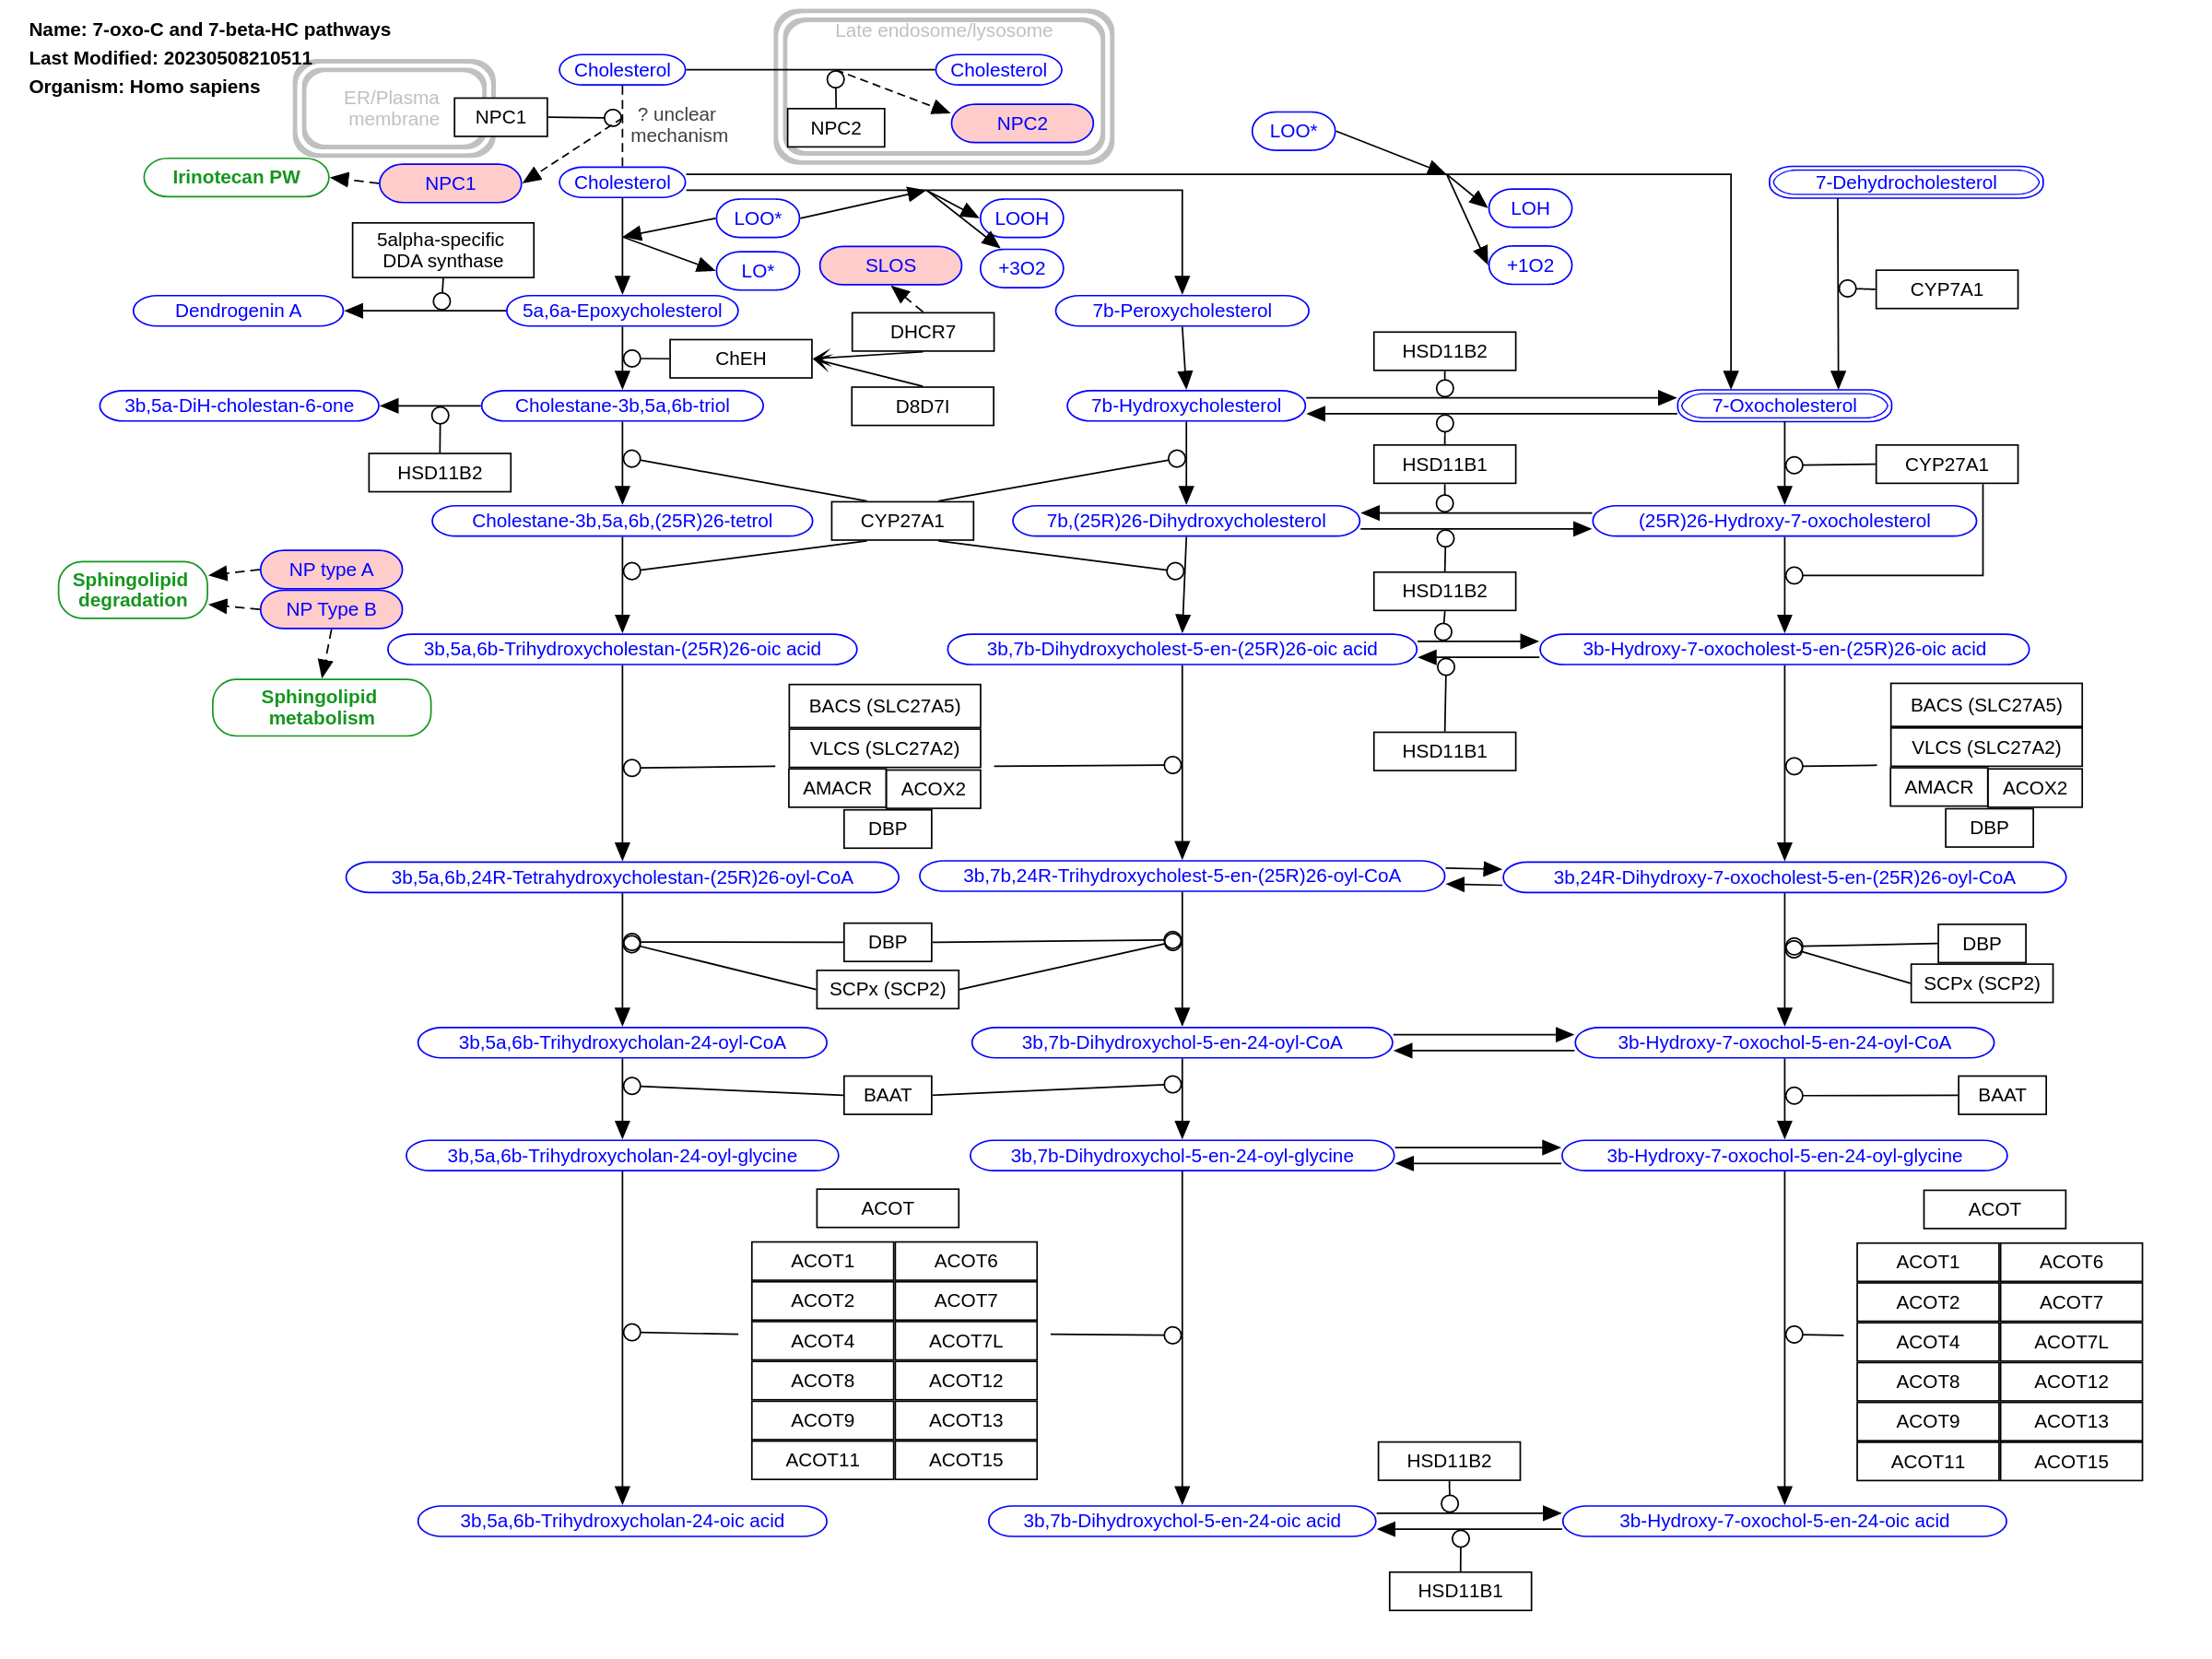 Name: 7-oxo-C and 7-beta-HC pathways
Last Modified: 20230508210511
Organism: Homo sapiens
Late endosome/lysosome
Cholesterol
Cholesterol
ER/Plasma
membrane
NPC1
? unclear
mechanism
NPC2
NPC2
LOO*
Irinotecan PW
NPC1
Cholesterol
7-Dehydrocholesterol
LOO*
LOOH
LOH
5alpha-specific
DDA synthase
LO*
SLOS
+3O2
+1O2
CYP7A1
Dendrogenin A
5a,6a-Epoxycholesterol
7b-Peroxycholesterol
DHCR7
ChEH
HSD11B2
3b,5a-DiH-cholestan-6-one
Cholestane-3b,5a,6b-triol
D8D7I
7b-Hydroxycholesterol
7-Oxocholesterol
HSD11B2
HSD11B1
CYP27A1
Cholestane-3b,5a,6b,(25R)26-tetrol
CYP27A1
7b,(25R)26-Dihydroxycholesterol
(25R)26-Hydroxy-7-oxocholesterol
NP type A
Sphingolipid
degradation
NP Type B
HSD11B2
3b,5a,6b-Trihydroxycholestan-(25R)26-oic acid
3b,7b-Dihydroxycholest-5-en-(25R)26-oic acid
3b-Hydroxy-7-oxocholest-5-en-(25R)26-oic acid
Sphingolipid
metabolism
BACS (SLC27A5)
VLCS (SLC27A2)
AMACR
ACOX2
DBP
HSD11B1
BACS (SLC27A5)
VLCS (SLC27A2)
AMACR
ACOX2
DBP
3b,5a,6b,24R-Tetrahydroxycholestan-(25R)26-oyl-CoA
3b,7b,24R-Trihydroxycholest-5-en-(25R)26-oyl-CoA
3b,24R-Dihydroxy-7-oxocholest-5-en-(25R)26-oyl-CoA
DBP
SCPx (SCP2)
DBP
SCPx (SCP2)
3b,5a,6b-Trihydroxycholan-24-oyl-CoA
3b,7b-Dihydroxychol-5-en-24-oyl-CoA
3b-Hydroxy-7-oxochol-5-en-24-oyl-CoA
BAAT
BAAT
3b,5a,6b-Trihydroxycholan-24-oyl-glycine
3b,7b-Dihydroxychol-5-en-24-oyl-glycine
3b-Hydroxy-7-oxochol-5-en-24-oyl-glycine
ACOT
ACOT1
ACOT6
ACOT2
ACOT7
ACOT4
ACOT7L
ACOT8
ACOT12
ACOT9
ACOT13
ACOT11
ACOT15
ACOT
ACOT1
ACOT6
ACOT2
ACOT7
ACOT4
ACOT7L
ACOT8
ACOT12
ACOT9
ACOT13
ACOT11
ACOT15
HSD11B2
3b,5a,6b-Trihydroxycholan-24-oic acid
3b,7b-Dihydroxychol-5-en-24-oic acid
3b-Hydroxy-7-oxochol-5-en-24-oic acid
HSD11B1